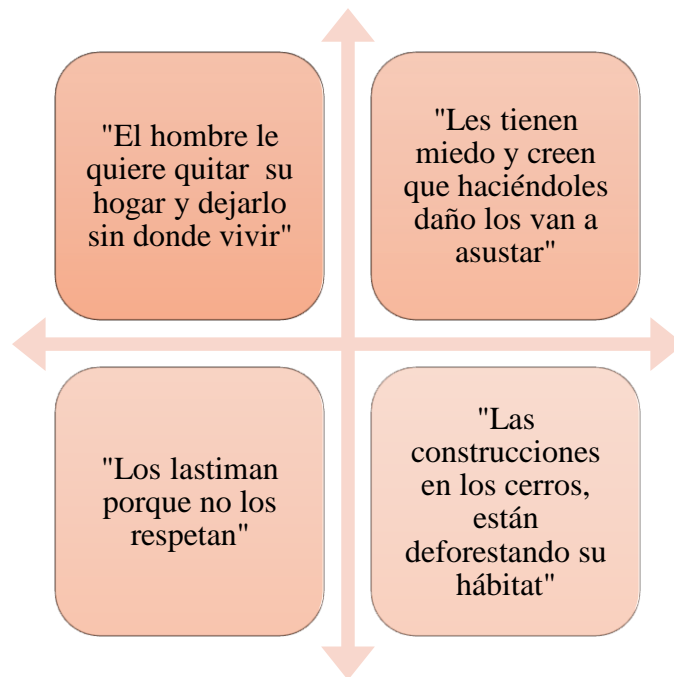 "El hombre le
quiere quitar su
hogar y dejarlo
sin donde vivir"
"Les tienen
miedo y creen
que haciéndoles
daño los van a
asustar"
"Los lastiman
porque no los
respetan"
"Las
construcciones
en los cerros,
están
deforestando su
hábitat"